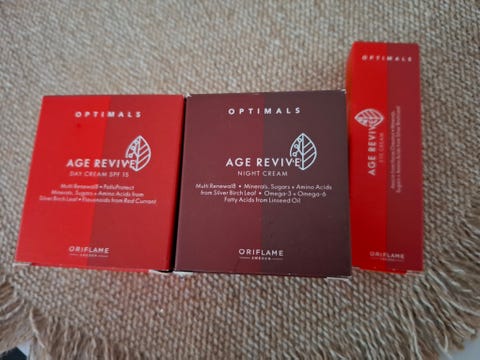 OPTIMALS
AGE REVIVE
DAY CREAM SPF 15
Multi Renewal8 • PolluProtect
Minerals, Sugars + Amino Acids from
Silver Birch Leaf • Flavonoids from Red Currant
ORIFLAME
SWEDEN
OPTIMALS
AGE REVIVE
NIGHT CREAM
Multi Renewal8 • Minerals, Sugars + Amino Acids
from Silver Birch Leaf • Omega-3 + Omega-6
Fatty Acids from Linseed Oil
ORIFLAME
SWEDEN
OPTIMALS
AGE REVIVE
EYE CREAM
ORIFLAME